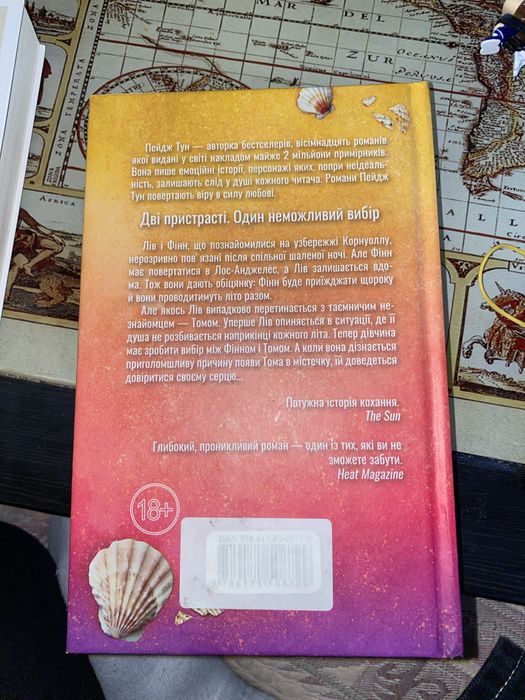 Пейдж Тун — авторка бестселерів, вісімнадцять романів
якої видані у світі накладом майже 2 мільйони примірників.
Вона пише емоційні історії, персонажі яких, попри неідеаль-
ність, залишають слід у душі кожного читача. Романи Пейдж
Тун повертають віру в силу любові.
Дві пристрасті. Один неможливий вибір
Лів і Фінн, що познайомилися на узбережжі Корнуоллу,
нерозривно пов’язані після спільної шаленої ночі. Але Фінн
має повертатися в Лос-Анджелес, а Лів залишається вдо-
ма. Тож вони дають обіцянку: Фінн буде приїжджати щороку
й вони проводитимуть літо разом.
Але якось Лів випадково перетинається з таємничим не-
знайомцем — Томом. Уперше Лів опиняється в ситуації, де її
душа не розбивається наприкінці кожного літа. Тепер дівчина
має зробити вибір між Фінном і Томом. А коли вона дізнається
приголомшливу причину появи Тома в містечку, їй доведеться
довіритися своєму серцю...
Потужна історія кохання.
The Sun
Глибокий, проникливий роман — один із тих, які ви не
зможете забути.
Heat Magazine
18+
9786171508729
ZUR
Capricorni
AFRICA